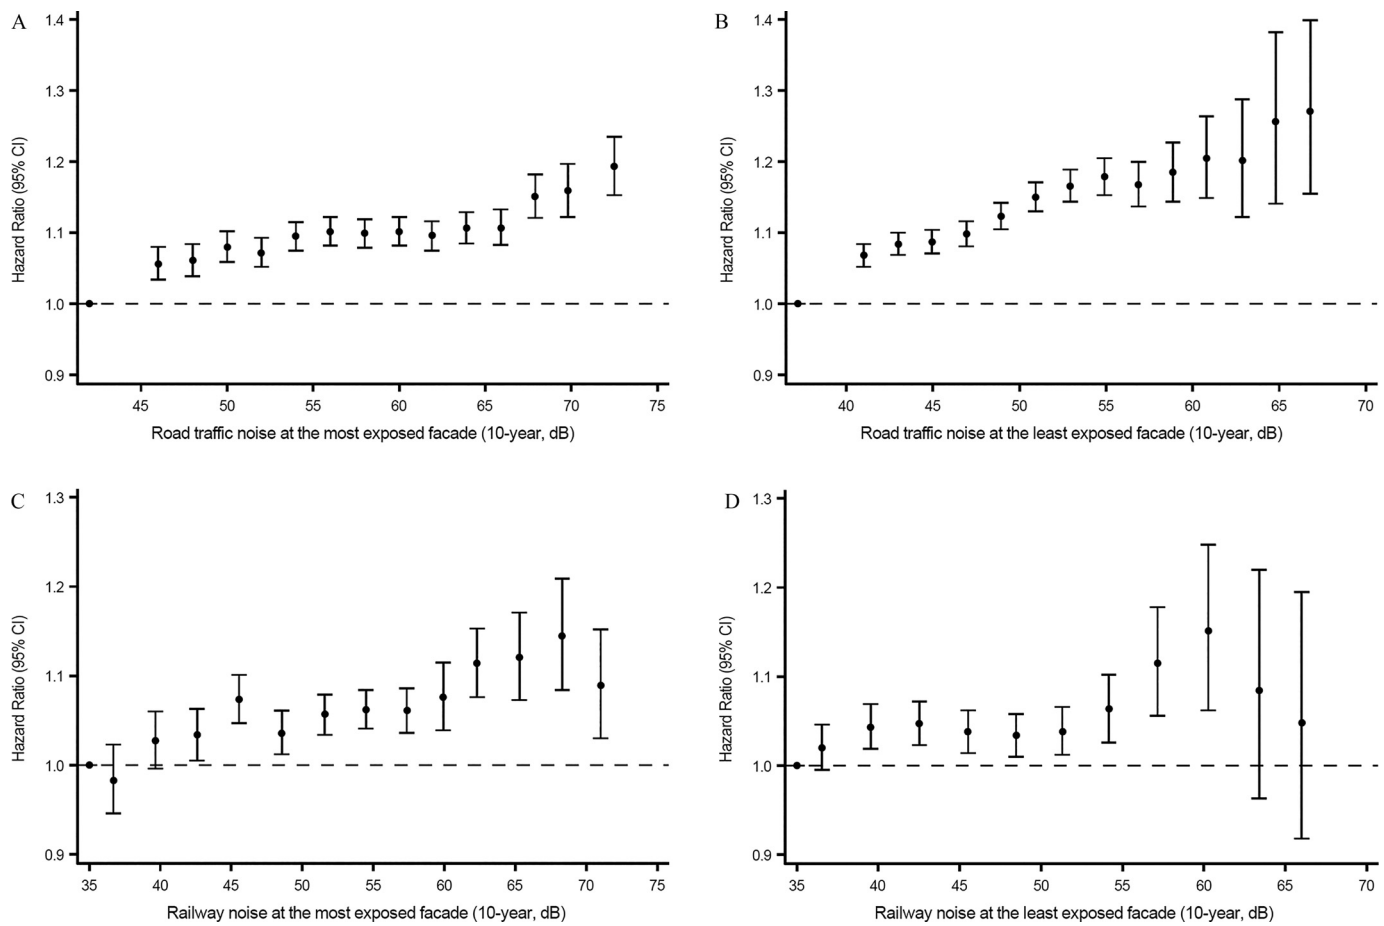 A
1.4
1.3
1.2
1.1
1.0
0.9
Hazard Ratio (95% CI)
45 50 55 60 65 70 75
Road traffic noise at the most exposed facade (10-year, dB)
B
1.4
1.3
1.2
1.1
1.0
0.9
Hazard Ratio (95% CI)
40 45 50 55 60 65 70
Road traffic noise at the least exposed facade (10-year, dB)
C
1.3
1.2
1.1
1.0
0.9
Hazard Ratio (95% CI)
35 40 45 50 55 60 65 70 75
Railway noise at the most exposed facade (10-year, dB)
D
1.3
1.2
1.1
1.0
0.9
Hazard Ratio (95% CI)
35 40 45 50 55 60 65 70
Railway noise at the least exposed facade (10-year, dB)